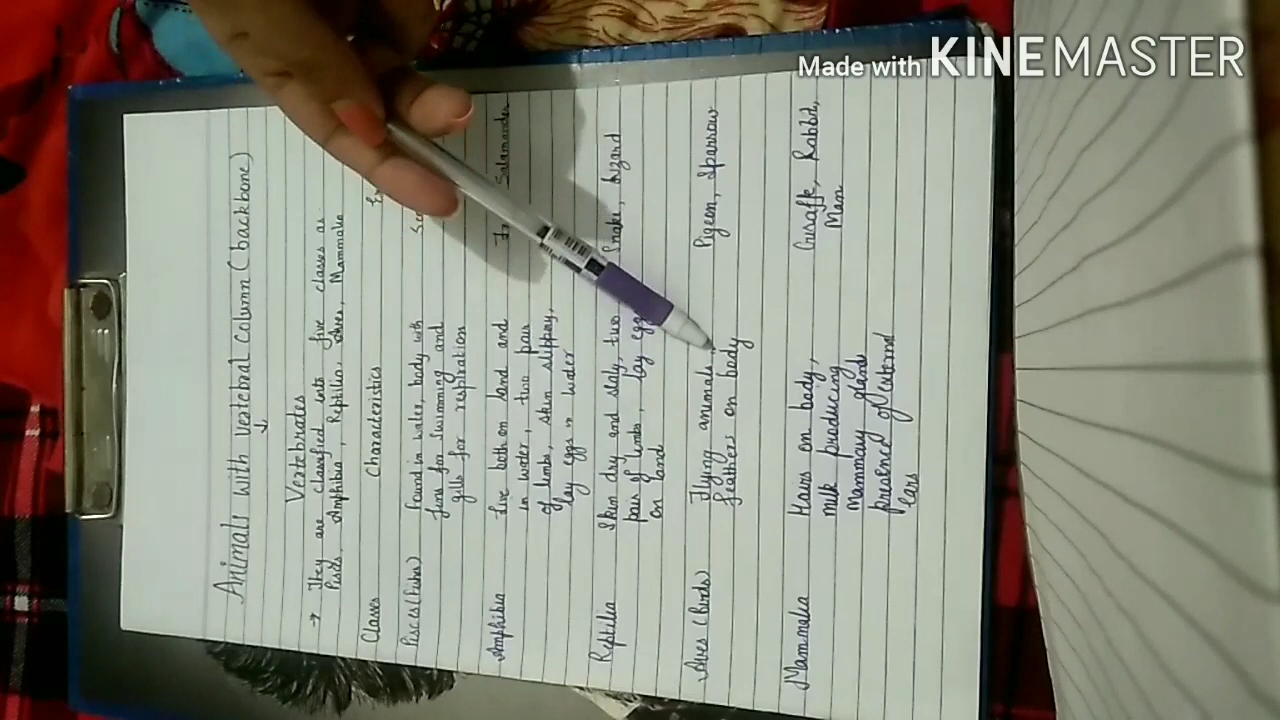 Made with KINEMASTER
Animals with vertebral column (backbone)
↓
Vertebrates
→ They are classified into five classes as
Pisces, Amphibia, Reptilia, Aves, Mammalia
Classes Characteristics
Pisces (fishes) Found in water, body with
fins for swimming and
gills for respiration
Amphibia Live both on land and Salamander
in water, two pair
of limbs, skin slippay,
lay eggs in water
Reptilia Skin dry and scaly, two Snake, Lizard
pair of limbs, lay egg
on land
Aves (birds) Flying animals, Pigeon, Sparrow
feathers on body
Mammalia Hairs on body, Giraffe, Rabbit,
milk producing Man
mammary gland
presence of external
ears